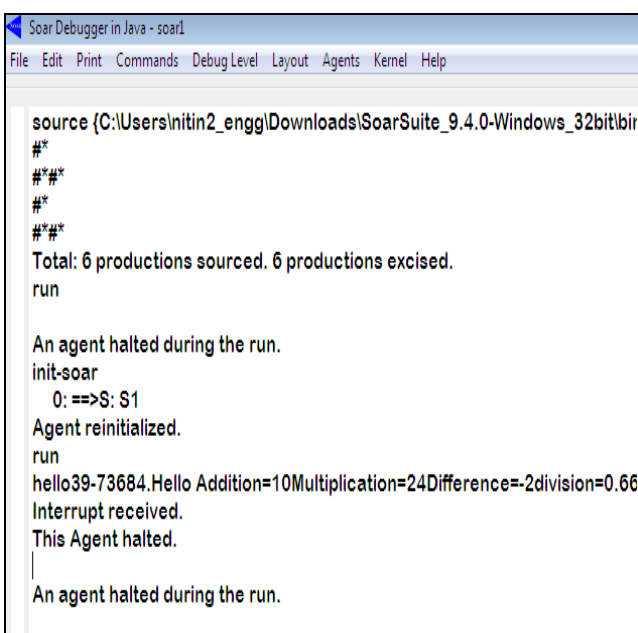 Soar Debugger in Java - soar1
File Edit Print Commands Debug Level Layout Agents Kernel Help
source {C:\Users\nitin2_engg\Downloads\SoarSuite_9.4.0-Windows_32bit\bin
#*
#*#*
#*
#*#*
Total: 6 productions sourced. 6 productions excised.
run
An agent halted during the run.
init-soar
0: ==>S: S1
Agent reinitialized.
run
hello39-73684.Hello Addition=10Multiplication=24Difference=-2division=0.66
Interrupt received.
This Agent halted.
An agent halted during the run.